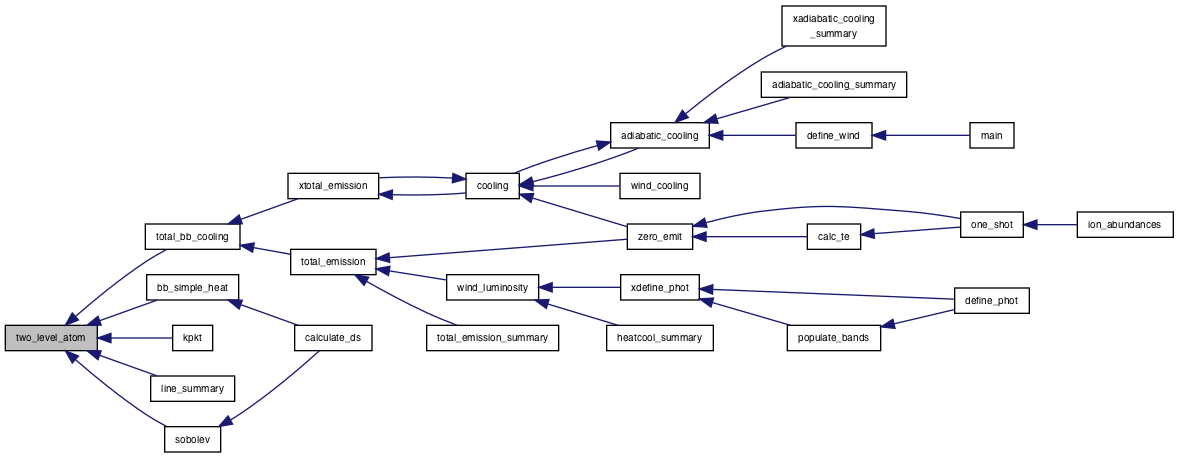 xadiabatic_cooling
_summary
adiabatic_cooling_summary
adiabatic_cooling
define_wind
main
xtotal_emission
cooling
wind_cooling
total_bb_cooling
zero_emit
calc_te
one_shot
ion_abundances
total_emission
bb_simple_heat
wind_luminosity
xdefine_phot
define_phot
two_level_atom
kpkt
calculate_ds
total_emission_summary
heatcool_summary
populate_bands
line_summary
sobolev